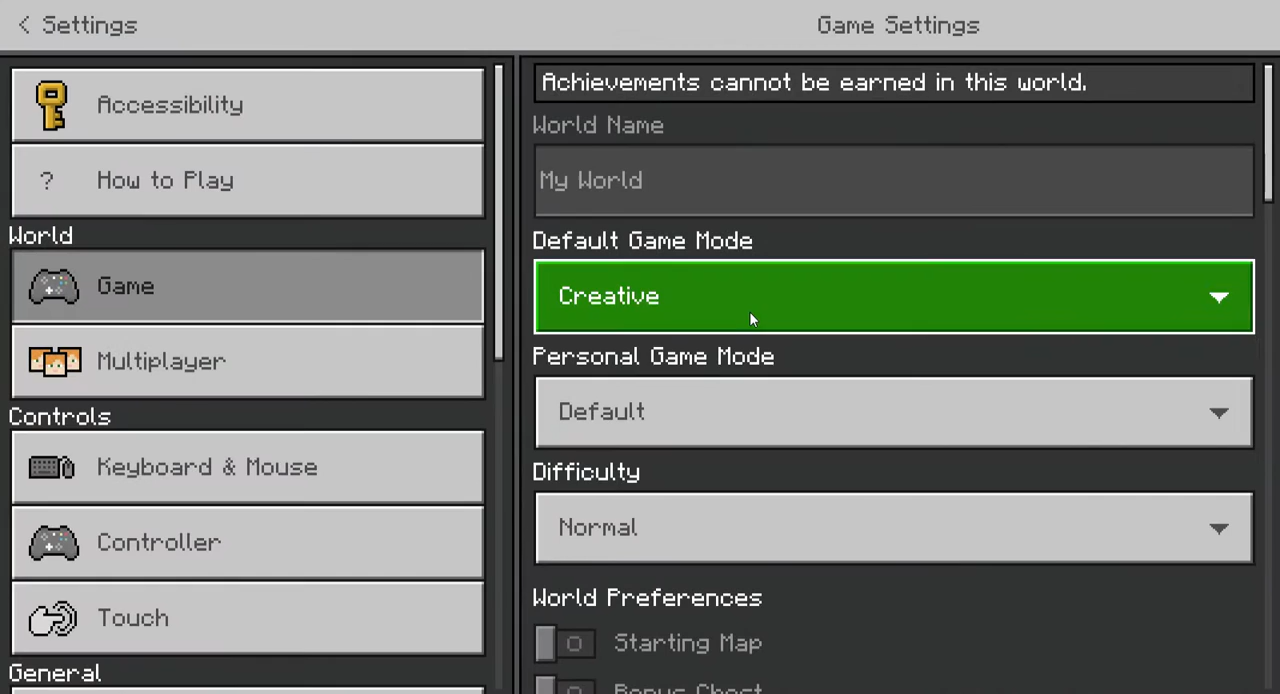 < Settings
Game Settings
Accessibility
? How to Play
World
Game
Multiplayer
Controls
Keyboard & Mouse
Controller
Touch
General
Achievements cannot be earned in this world.
World Name
My World
Default Game Mode
Creative
Personal Game Mode
Default
Difficulty
Normal
World Preferences
Starting Map
Bonus Chest